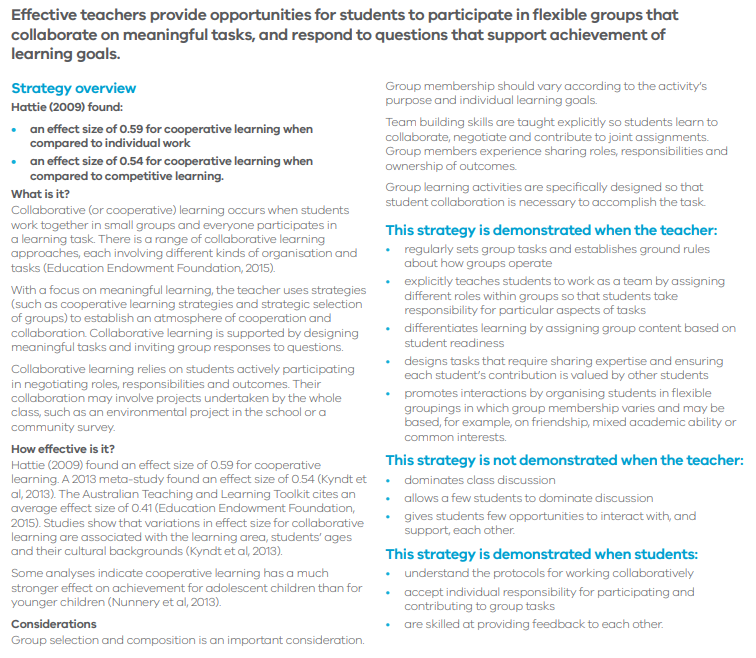 Effective teachers provide opportunities for students to participate in flexible groups that
collaborate on meaningful tasks, and respond to questions that support achievement of
learning goals.
Strategy overview
Hattie (2009) found:
• an effect size of 0.59 for cooperative learning when
compared to individual work
• an effect size of 0.54 for cooperative learning when
compared to competitive learning.
What is it?
Collaborative (or cooperative) learning occurs when students
work together in small groups and everyone participates in
a learning task. There is a range of collaborative learning
approaches, each involving different kinds of organisation and
tasks (Education Endowment Foundation, 2015).
With a focus on meaningful learning, the teacher uses strategies
(such as cooperative learning strategies and strategic selection
of groups) to establish an atmosphere of cooperation and
collaboration. Collaborative learning is supported by designing
meaningful tasks and inviting group responses to questions.
Collaborative learning relies on students actively participating
in negotiating roles, responsibilities and outcomes. Their
collaboration may involve projects undertaken by the whole
class, such as an environmental project in the school or a
community survey.
How effective is it?
Hattie (2009) found an effect size of 0.59 for cooperative
learning. A 2013 meta-study found an effect size of 0.54 (Kyndt et
al, 2013). The Australian Teaching and Learning Toolkit cites an
average effect size of 0.41 (Education Endowment Foundation,
2015). Studies show that variations in effect size for collaborative
learning are associated with the learning area, students' ages
and their cultural backgrounds (Kyndt et al, 2013).
Some analyses indicate cooperative learning has a much
stronger effect on achievement for adolescent children than for
younger children (Nunnery et al, 2013).
Considerations
Group selection and composition is an important consideration.
Group membership should vary according to the activity's
purpose and individual learning goals.
Team building skills are taught explicitly so students learn to
collaborate, negotiate and contribute to joint assignments.
Group members experience sharing roles, responsibilities and
ownership of outcomes.
Group learning activities are specifically designed so that
student collaboration is necessary to accomplish the task.
This strategy is demonstrated when the teacher:
• regularly sets group tasks and establishes ground rules
about how groups operate
• explicitly teaches students to work as a team by assigning
different roles within groups so that students take
responsibility for particular aspects of tasks
• differentiates learning by assigning group content based on
student readiness
• designs tasks that require sharing expertise and ensuring
each student's contribution is valued by other students
• promotes interactions by organising students in flexible
groupings in which group membership varies and may be
based, for example, on friendship, mixed academic ability or
common interests.
This strategy is not demonstrated when the teacher:
• dominates class discussion
• allows a few students to dominate discussion
• gives students few opportunities to interact with, and
support, each other.
This strategy is demonstrated when students:
• understand the protocols for working collaboratively
• accept individual responsibility for participating and
contributing to group tasks
• are skilled at providing feedback to each other.